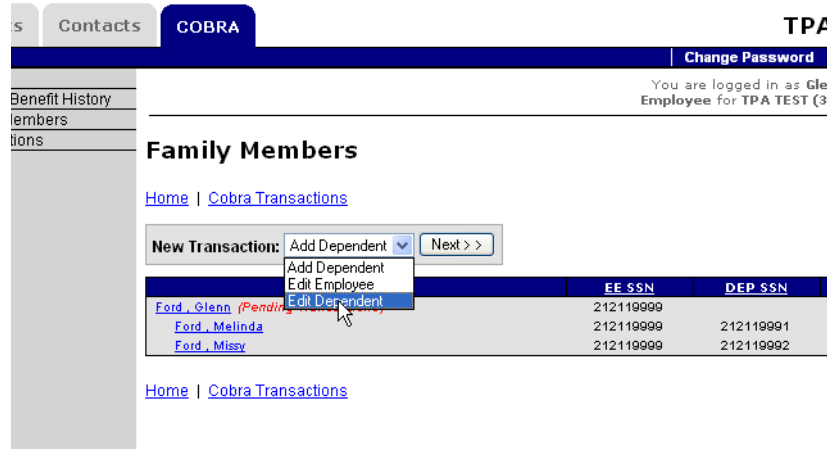 s Contacts COBRA TPA
Change Password
You are logged in as Gle
Employee for TPA TEST (3
Benefit History
Members
tions
Family Members
Home | Cobra Transactions
New Transaction: Add Dependent Next > >
Add Dependent
Edit Employee
Edit Dependent
EE SSN DEP SSN
Ford , Glenn (Pending 212119999
Ford , Melinda 212119999 212119991
Ford , Missy 212119999 212119992
Home | Cobra Transactions